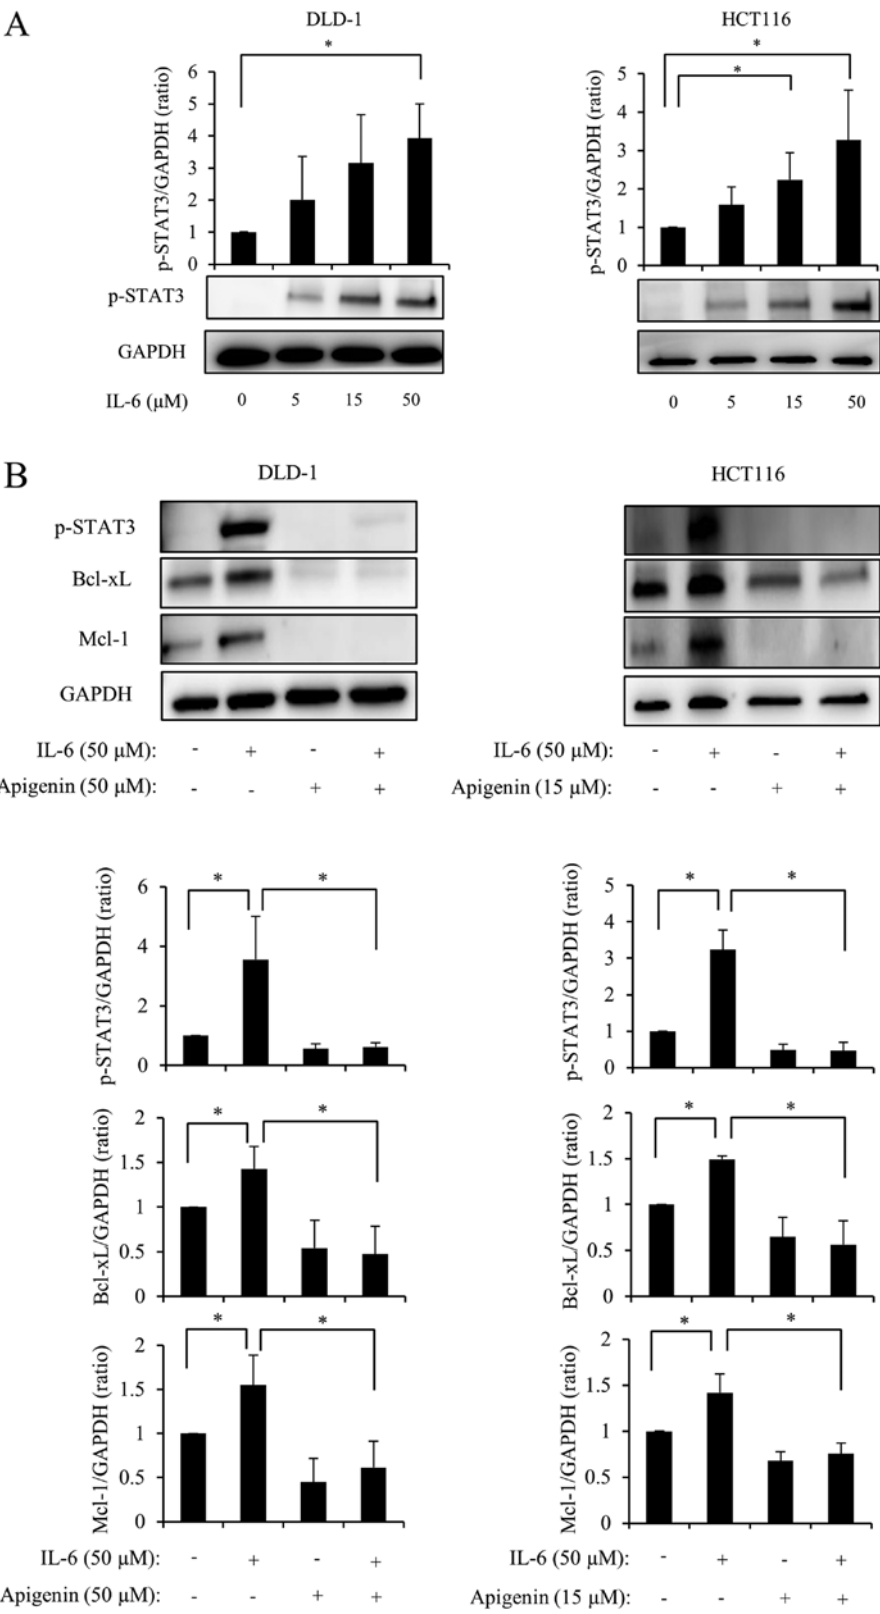 A
DLD-1
HCT116
*
*
*
p-STAT3/GAPDH (ratio)
6
5
4
3
2
1
0
p-STAT3/GAPDH (ratio)
5
4
3
2
1
0
p-STAT3
GAPDH
IL-6 (µM)
0 5 15 50
0 5 15 50
B
DLD-1
HCT116
p-STAT3
Bcl-xL
Mcl-1
GAPDH
IL-6 (50 µM): - + - +
Apigenin (50 µM): - - + +
IL-6 (50 µM): - + - +
Apigenin (15 µM): - - + +
p-STAT3/GAPDH (ratio)
6
4
2
0
* *
p-STAT3/GAPDH (ratio)
5
4
3
2
1
0
* *
Bcl-xL/GAPDH (ratio)
2
1.5
1
0.5
0
* *
Bcl-xL/GAPDH (ratio)
2
1.5
1
0.5
0
* *
Mcl-1/GAPDH (ratio)
2
1.5
1
0.5
0
* *
Mcl-1/GAPDH (ratio)
2
1.5
1
0.5
0
* *
IL-6 (50 µM): - + - +
Apigenin (50 µM): - - + +
IL-6 (50 µM): - + - +
Apigenin (15 µM): - - + +